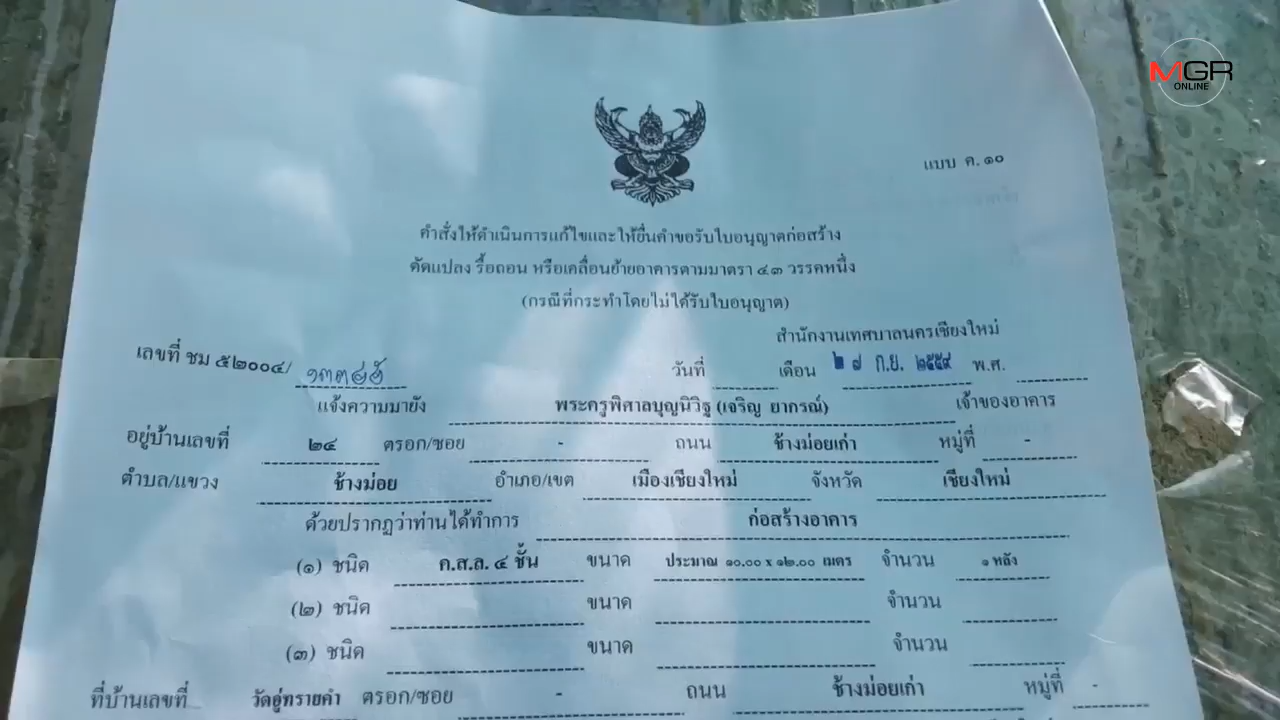 MGR
ONLINE
แบบ ค. ๑๐
คำสั่งให้ดำเนินการแก้ไขและให้ยื่นคำขอรับใบอนุญาตก่อสร้าง
ดัดแปลง รื้อถอน หรือเคลื่อนย้ายอาคารตามมาตรา ๔๓ วรรคหนึ่ง
(กรณีที่กระทำโดยไม่ได้รับใบอนุญาต)
สำนักงานเทศบาลนครเชียงใหม่
เลขที่ ชม ๕๒๐๐๔/
วันที่ เดือน ๒๙ ก.ย. ๒๕๕๙ พ.ศ.
แจ้งความมายัง พระครูพิศาลบุญนิวิฐ (เจริญ ยากรณ์) เจ้าของอาคาร
อยู่บ้านเลขที่ ๒๔ ตรอก/ซอย - ถนน ช้างม่อยเก่า หมู่ที่ -
ตำบล/แขวง ช้างม่อย อำเภอ/เขต เมืองเชียงใหม่ จังหวัด เชียงใหม่
ด้วยปรากฏว่าท่านได้ทำการ ก่อสร้างอาคาร
(๑) ชนิด ค.ส.ล. ๔ ชั้น ขนาด ประมาณ ๑๐.๐๐ x ๑๒.๐๐ เมตร จำนวน ๑ หลัง
(๒) ชนิด ขนาด จำนวน
(๓) ชนิด ขนาด จำนวน
ที่บ้านเลขที่ วัดอู่ทรายคำ ตรอก/ซอย - ถนน ช้างม่อยเก่า หมู่ที่ -